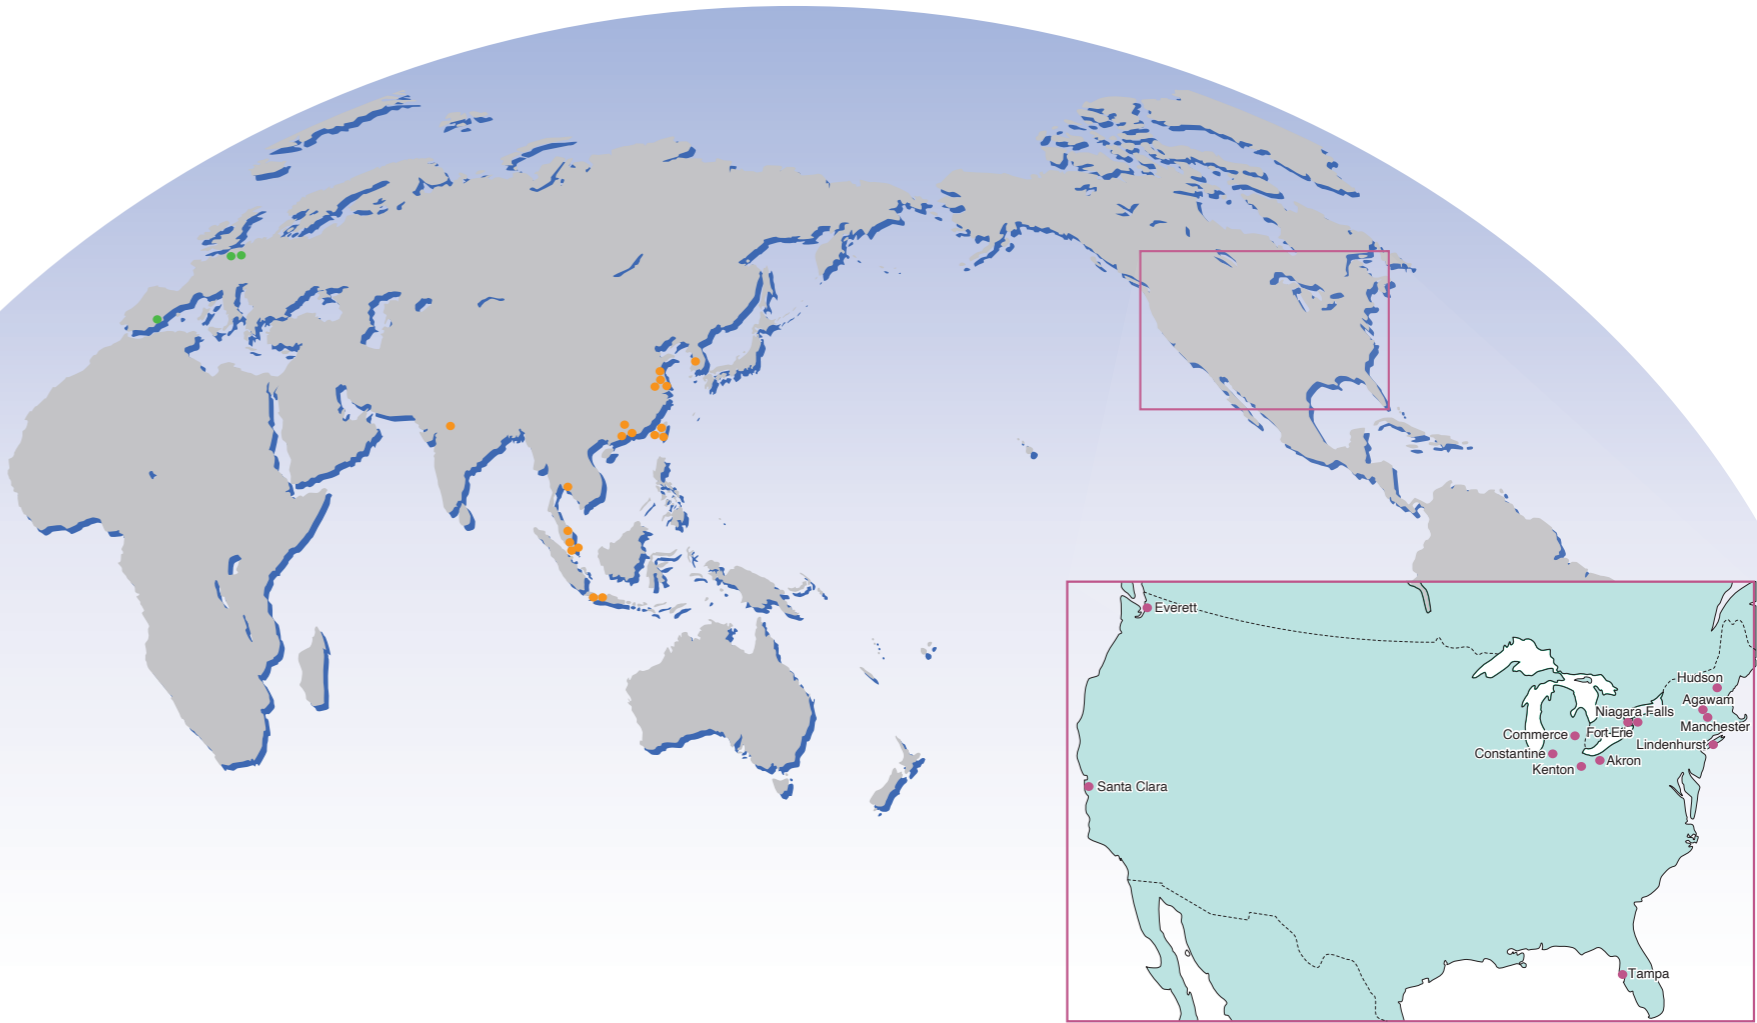 Everett
Hudson
Agawam
Niagara Falls
Manchester
Commerce
Fort Erie
Lindenhurst
Constantine
Akron
Kenton
Santa Clara
Tampa